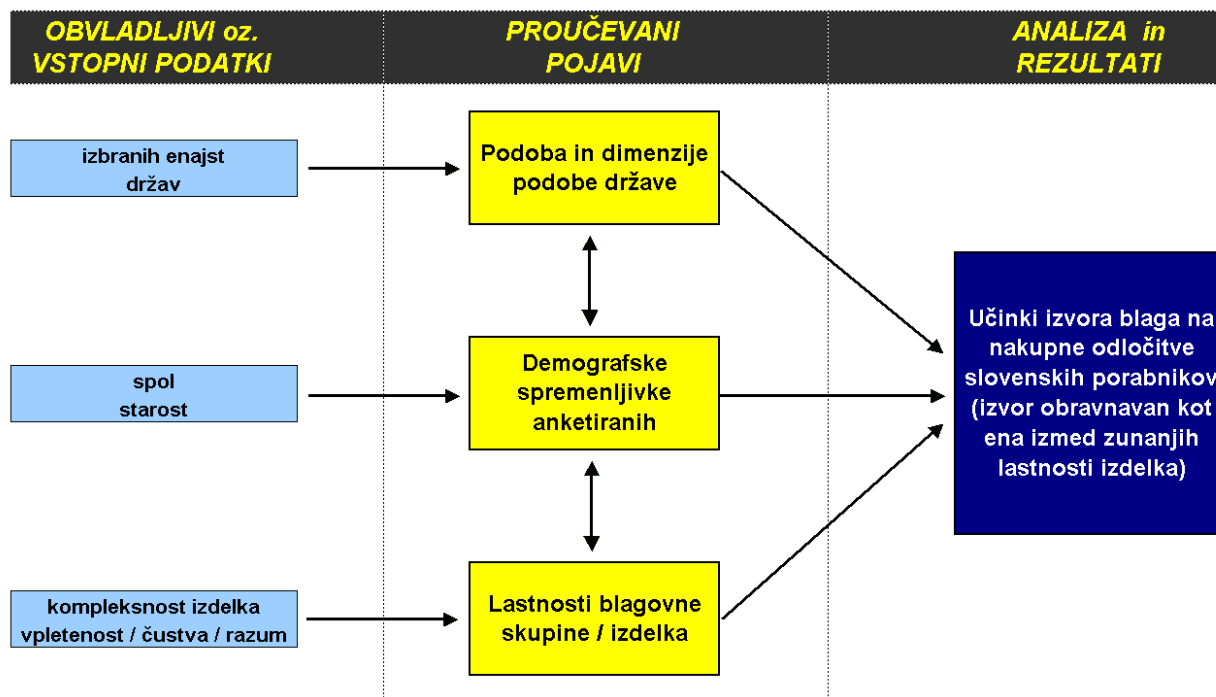 OBVLADLJIVI oz.
VSTOPNI PODATKI
PROUČEVANI
POJAVI
ANALIZA in
REZULTATI
izbranih enajst
držav
Podoba in dimenzije
podobe države
spol
starost
Demografske
spremenljivke
anketiranih
kompleksnost izdelka
vpletenost / čustva / razum
Lastnosti blagovne
skupine / izdelka
Učinki izvora blaga na
nakupne odločitve
slovenskih porabnikov
(izvor obravnavan kot
ena izmed zunanjih
lastnosti izdelka)